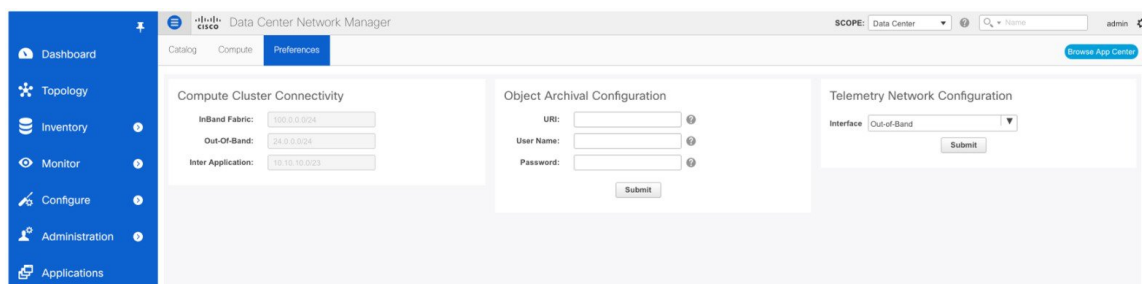 cisco Data Center Network Manager
SCOPE: Data Center
Name
admin
Dashboard
Topology
Inventory
Monitor
Configure
Administration
Applications
Catalog Compute Preferences
Browse App Center
Compute Cluster Connectivity
InBand Fabric: 100.0.0.0/24
Out-Of-Band: 24.0.0.0/24
Inter Application: 10.10.10.0/23
Object Archival Configuration
URI:
User Name:
Password:
Submit
Telemetry Network Configuration
Interface Out-of-Band
Submit